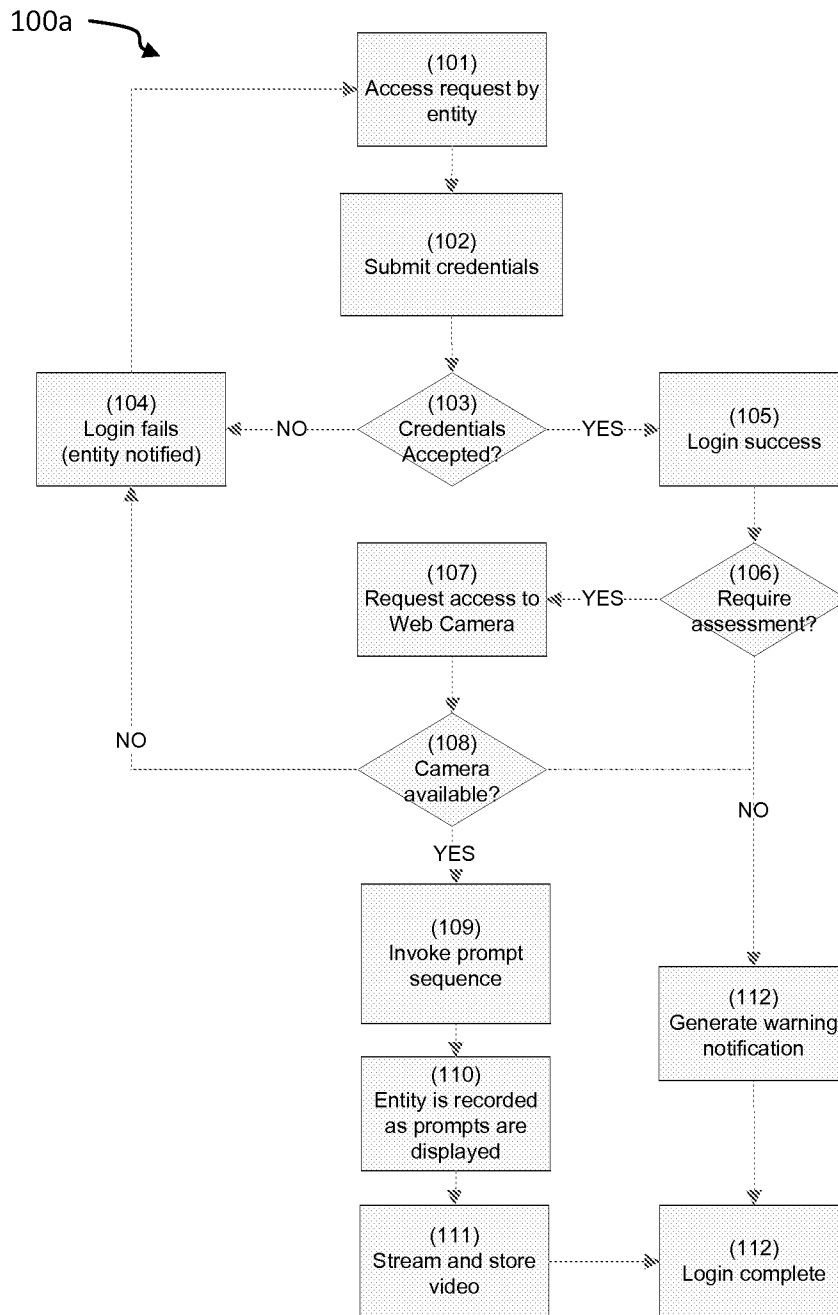 100a
(101)
Access request by
entity
(102)
Submit credentials
(104)
Login fails
(entity notified)
NO
(103)
Credentials
Accepted?
YES
(105)
Login success
(107)
Request access to
Web Camera
YES
(106)
Require
assessment?
NO
(108)
Camera
available?
NO
YES
(109)
Invoke prompt
sequence
(112)
Generate warning
notification
(110)
Entity is recorded
as prompts are
displayed
(111)
Stream and store
video
(112)
Login complete